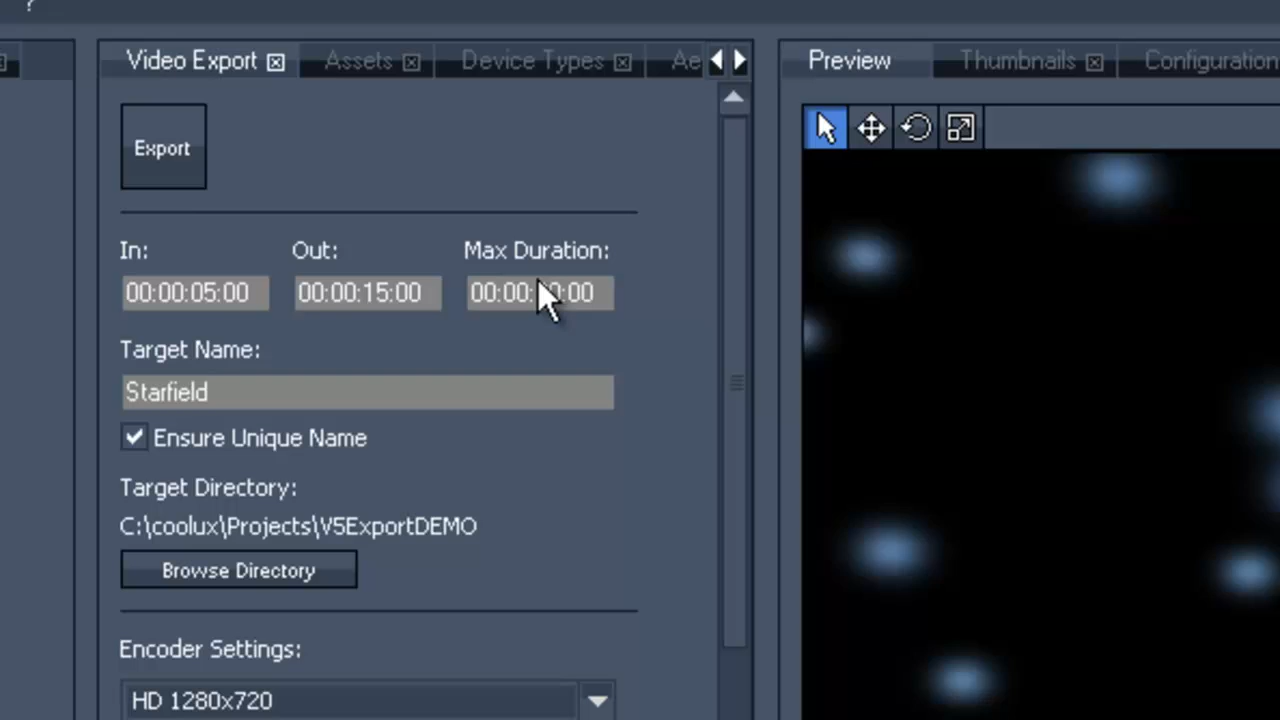 ?
Video Export Assets Device Types Ae
Preview Thumbnails Configuration
Export
In: Out: Max Duration:
00:00:05:00 00:00:15:00
Target Name:
Starfield
Ensure Unique Name
Target Directory:
C:\coolux\Projects\V5ExportDEMO
Browse Directory
Encoder Settings:
HD 1280x720